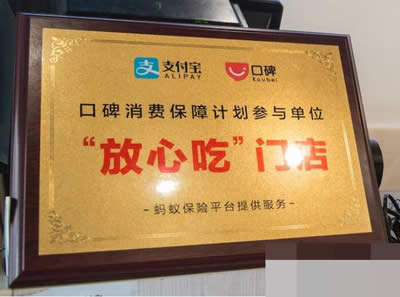 支付宝 口碑
ALIPAY Koubei
口碑消费保障计划参与单位
“放心吃”门店
-蚂蚁保险平台提供服务-